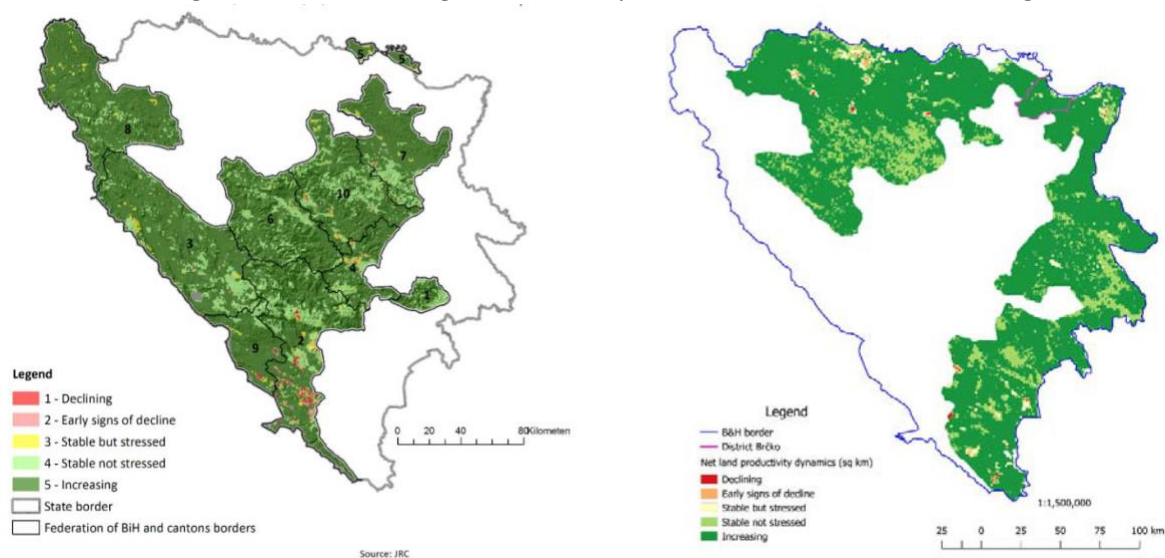 5
5
8
7
10
6
3
4
1
2
9
Legend
1 - Declining
2 - Early signs of decline
3 - Stable but stressed
4 - Stable not stressed
5 - Increasing
State border
Federation of BiH and cantons borders
0 20 40 80Kilometen
Source: JRC
Legend
B&H border
District Brčko
Net land productivity dynamics (sq km)
Declining
Early signs of decline
Stable but stressed
Stable not stressed
Increasing
1:1,500,000
25 0 25 50 75 100 km